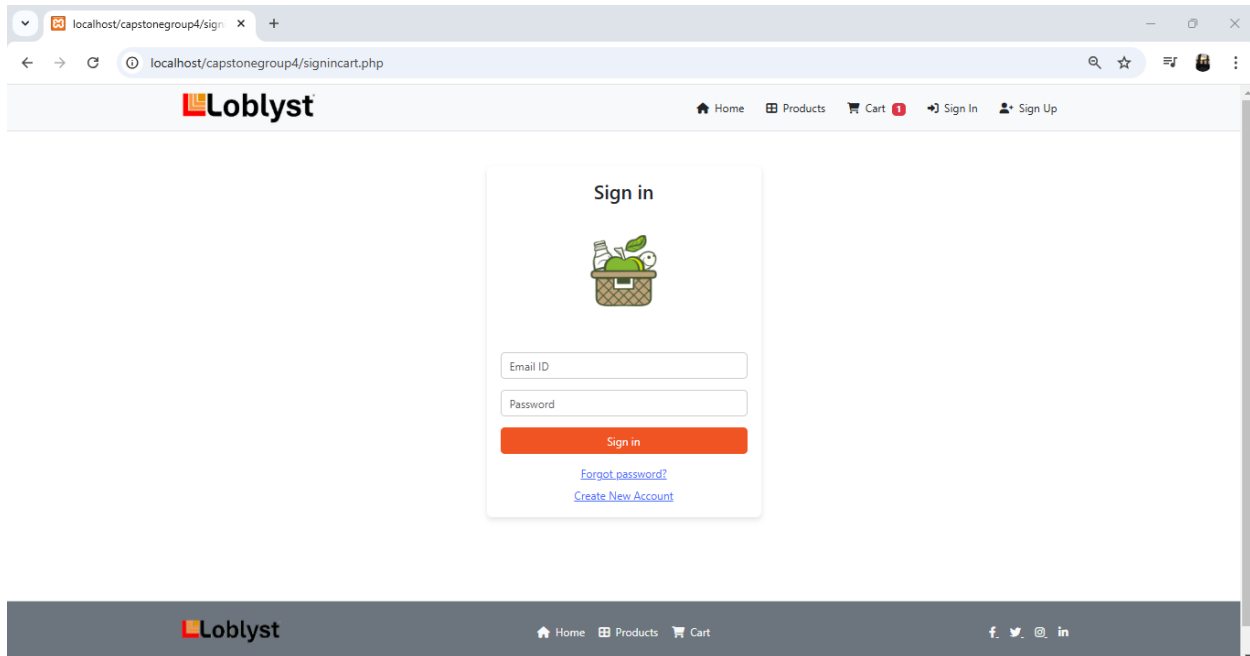 localhost/capstonegroup4/sign
localhost/capstonegroup4/signincart.php
Loblyst
Home Products Cart 1 Sign In Sign Up
Sign in
Email ID
Password
Sign in
Forgot password?
Create New Account
Loblyst
Home Products Cart